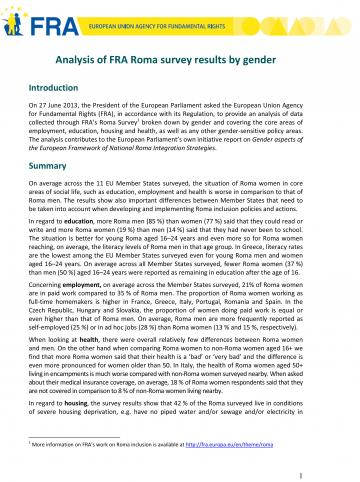 FRA
EUROPEAN UNION AGENCY FOR FUNDAMENTAL RIGHTS
Analysis of FRA Roma survey results by gender
Introduction
On 27 June 2013, the President of the European Parliament asked the European Union Agency
for Fundamental Rights (FRA), in accordance with its Regulation, to provide an analysis of data
collected through FRA's Roma Survey1 broken down by gender and covering the core areas of
employment, education, housing and health, as well as any other gender-sensitive policy areas.
The analysis contributes to the European Parliament's own initiative report on Gender aspects of
the European Framework of National Roma Integration Strategies.
Summary
On average across the 11 EU Member States surveyed, the situation of Roma women in core
areas of social life, such as education, employment and health is worse in comparison to that of
Roma men. The results show also important differences between Member States that need to
be taken into account when developing and implementing Roma inclusion policies and actions.
In regard to education, more Roma men (85 %) than women (77 %) said that they could read or
write and more Roma women (19 %) than men (14 %) said that they had never been to school.
The situation is better for young Roma aged 16–24 years and even more so for Roma women
reaching, on average, the literacy levels of Roma men in that age group. In Greece, literacy rates
are the lowest among the EU Member States surveyed even for young Roma men and women
aged 16–24 years. On average across all Member States surveyed, fewer Roma women (37 %)
than men (50 %) aged 16–24 were reported as remaining in education after the age of 16.
Concerning employment, on average across the Member States surveyed, 21% of Roma women
are in paid work compared to 35 % of Roma men. The proportion of Roma women working as
full-time homemakers is higher in France, Greece, Italy, Portugal, Romania and Spain. In the
Czech Republic, Hungary and Slovakia, the proportion of women doing paid work is equal or
even higher than that of Roma men. On average, Roma men are more frequently reported as
self-employed (25 %) or in ad hoc jobs (28 %) than Roma women (13 % and 15 %, respectively).
When looking at health, there were overall relatively few differences between Roma women
and men. On the other hand when comparing Roma women to non-Roma women aged 16+ we
find that more Roma women said that their health is a 'bad' or 'very bad' and the difference is
even more pronounced for women older than 50. In Italy, the health of Roma women aged 50+
living in encampments is much worse compared with non-Roma women surveyed nearby. When asked
about their medical insurance coverage, on average, 18 % of Roma women respondents said that they
are not covered in comparison to 8 % of non-Roma women living nearby.
In regard to housing, the survey results show that 42 % of the Roma surveyed live in conditions
of severe housing deprivation, e.g. have no piped water and/or sewage and/or electricity in
1 More information on FRA's work on Roma inclusion is available at http://fra.europa.eu/en/theme/roma
1